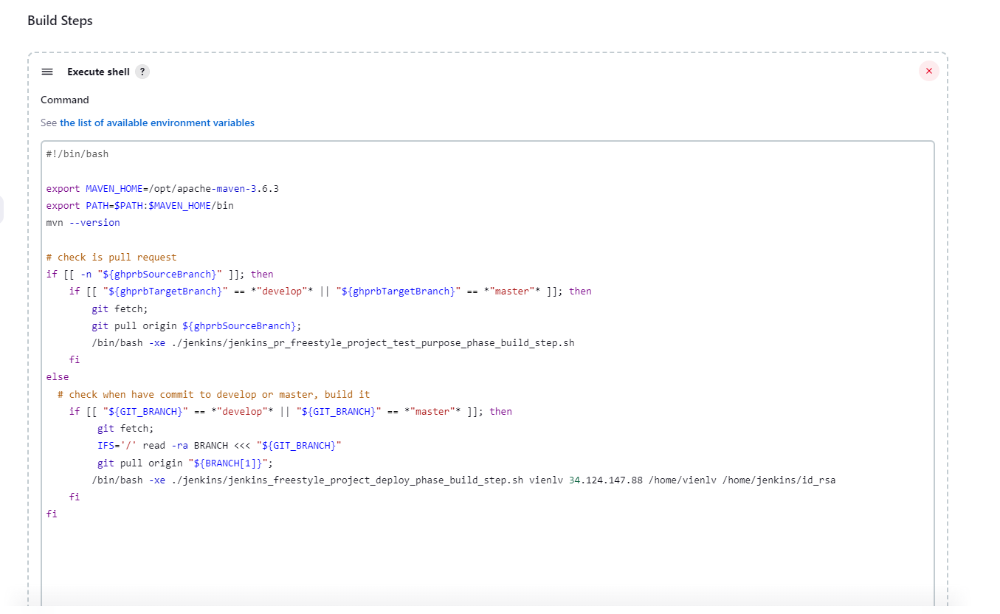 Build Steps
Execute shell ?
Command
See the list of available environment variables
#!/bin/bash

export MAVEN_HOME=/opt/apache-maven-3.6.3
export PATH=$PATH:$MAVEN_HOME/bin
mvn --version

# check is pull request
if [[ -n "${ghprbSourceBranch}" ]]; then
    if [[ "${ghprbTargetBranch}" == *"develop"* || "${ghprbTargetBranch}" == *"master"* ]]; then
        git fetch;
        git pull origin ${ghprbSourceBranch};
        /bin/bash -xe ./jenkins/jenkins_pr_freestyle_project_test_purpose_phase_build_step.sh
    fi
else
  # check when have commit to develop or master, build it
    if [[ "${GIT_BRANCH}" == *"develop"* || "${GIT_BRANCH}" == *"master"* ]]; then
         git fetch;
         IFS='/' read -ra BRANCH <<< "${GIT_BRANCH}"
         git pull origin "${BRANCH[1]}";
        /bin/bash -xe ./jenkins/jenkins_freestyle_project_deploy_phase_build_step.sh vienlv 34.124.147.88 /home/vienlv /home/jenkins/id_rsa
    fi
fi